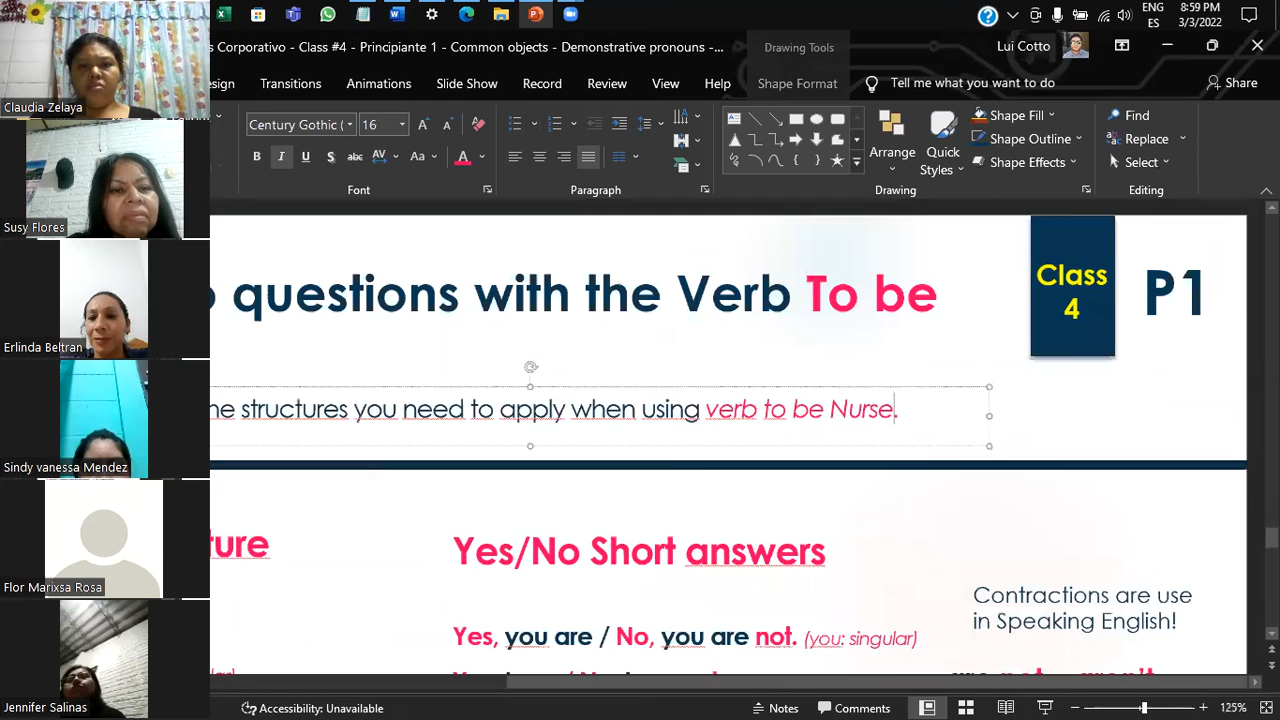 8:59 PM
ENG
ES
3/3/2022
s Corporativo - Class #4 - Principiante 1 - Common objects - Demonstrative pronouns -...
Drawing Tools
Lui Cotto
sign
Transitions
Animations
Slide Show
Record
Review
View
Help
Shape Format
Tell me what you want to do
Share
Century Gothic (
16
Font
Paragraph
Arrange
Quick
Styles
Shape Fill
Shape Outline
Shape Effects
Drawing
Find
Replace
Select
Editing
Claudia Zelaya
Susy Flores
Erlinda Beltran
Sindy vanessa Mendez
Flor Marixsa Rosa
Jennifer Salinas
questions with the Verb To be
Class
4
P1
he structures you need to apply when using verb to be Nurse.
ture
Yes/No Short answers
Contractions are use
in Speaking English!
Yes, you are / No, you are not. (you: singular)
Accessibility: Unavailable
Notes
Comments
125%